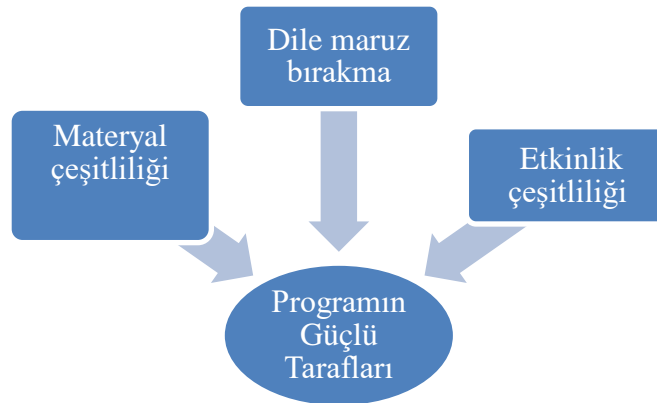 Dile maruz
bırakma
Materyal
çeşitliliği
Etkinlik
çeşitliliği
Programın
Güçlü
Tarafları